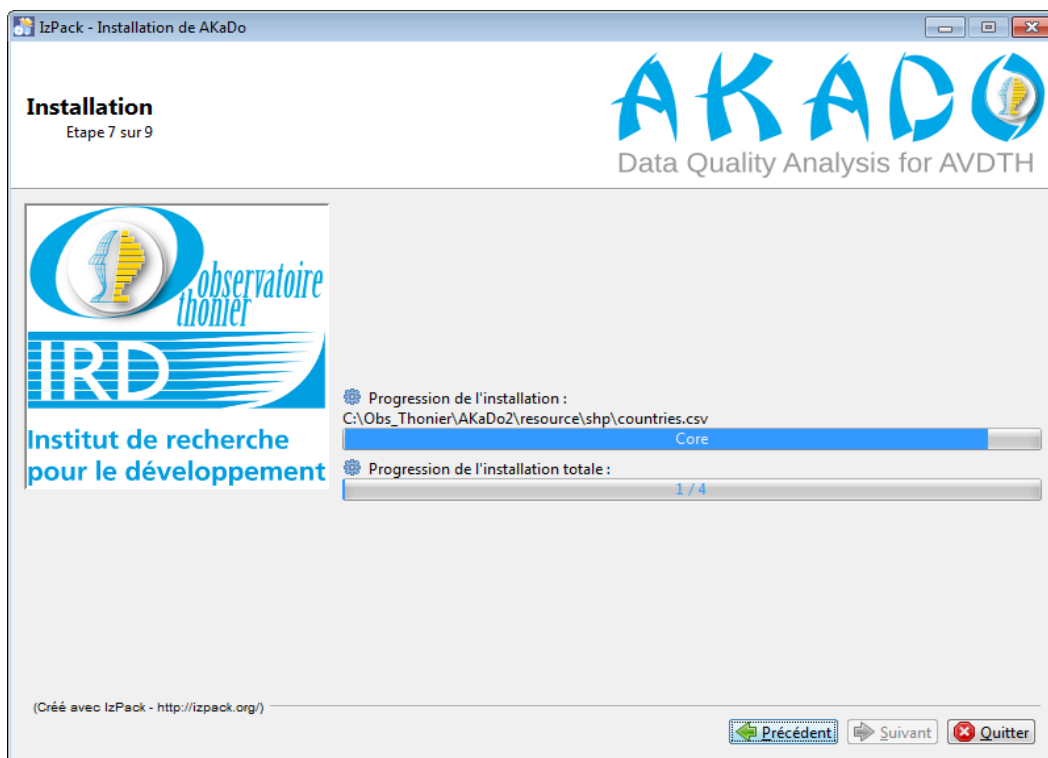 IzPack - Installation de AKaDo
AKADO
Installation
Etape 7 sur 9
Data Quality Analysis for AVDTH
Observatoire
thonier
IRD
Institut de recherche
pour le développement
Progression de l'installation :
C:\Obs_Thonier\AKaDo2\resource\shp\countries.csv
Core
Progression de l'installation totale :
1 / 4
(Créé avec IzPack - http://izpack.org/)
Précédent Suivant Quitter